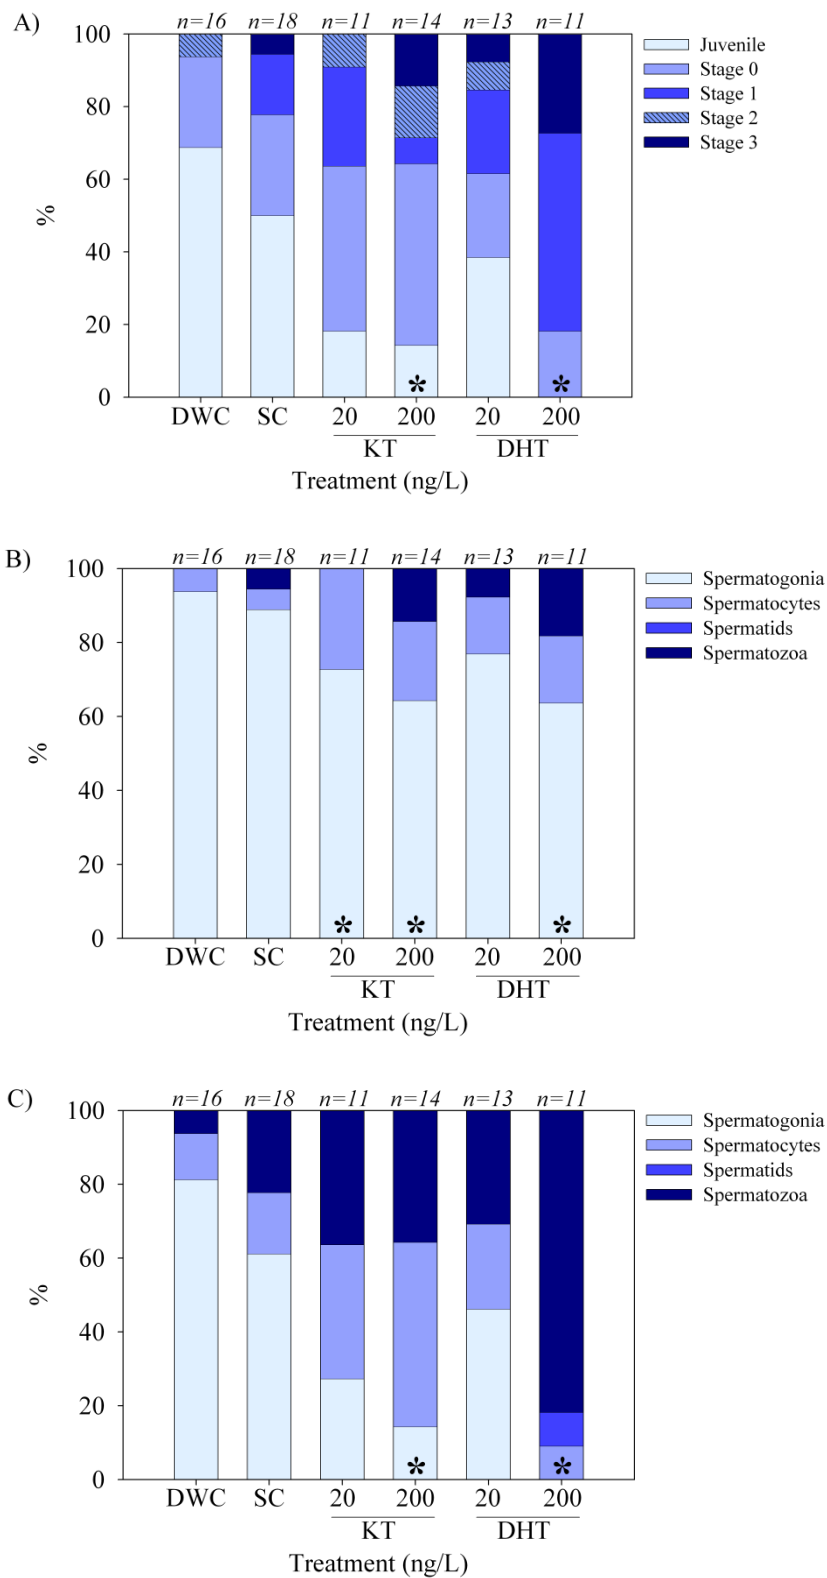 A)
n=16 n=18 n=11 n=14 n=13 n=11
100
80
60
40
20
0
%
Juvenile
Stage 0
Stage 1
Stage 2
Stage 3
* *
DWC SC 20 200 20 200
KT DHT
Treatment (ng/L)
B)
n=16 n=18 n=11 n=14 n=13 n=11
100
80
60
40
20
0
%
Spermatogonia
Spermatocytes
Spermatids
Spermatozoa
* * *
DWC SC 20 200 20 200
KT DHT
Treatment (ng/L)
C)
n=16 n=18 n=11 n=14 n=13 n=11
100
80
60
40
20
0
%
Spermatogonia
Spermatocytes
Spermatids
Spermatozoa
* *
DWC SC 20 200 20 200
KT DHT
Treatment (ng/L)